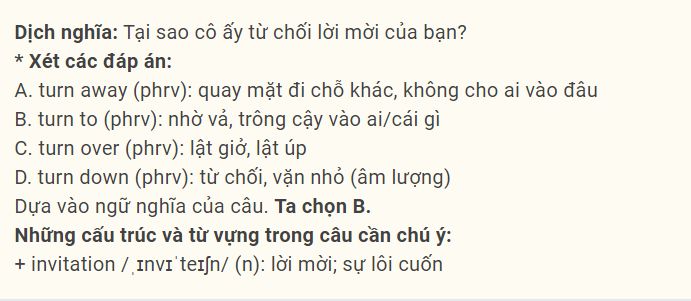 Dịch nghĩa: Tại sao cô ấy từ chối lời mời của bạn?
* Xét các đáp án:
A. turn away (phrv): quay mặt đi chỗ khác, không cho ai vào đâu
B. turn to (phrv): nhờ vả, trông cậy vào ai/cái gì
C. turn over (phrv): lật giở, lật úp
D. turn down (phrv): từ chối, vặn nhỏ (âm lượng)
Dựa vào ngữ nghĩa của câu. Ta chọn B.
Những cấu trúc và từ vựng trong câu cần chú ý:
+ invitation /ˌɪnvɪˈteɪʃn/ (n): lời mời; sự lôi cuốn